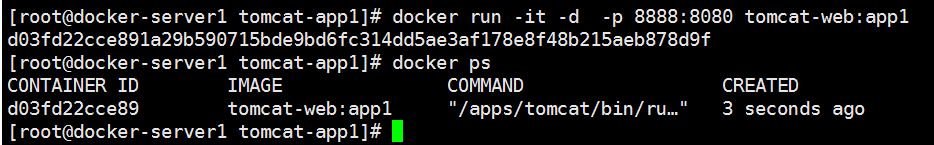 [root@docker-server1 tomcat-app1]# docker run -it -d  -p 8888:8080 tomcat-web:app1
d03fd22cce891a29b590715bde9bd6fc314dd5ae3af178e8f48b215aeb878d9f
[root@docker-server1 tomcat-app1]# docker ps
CONTAINER ID        IMAGE               COMMAND                  CREATED
d03fd22cce89        tomcat-web:app1     "/apps/tomcat/bin/ru…"   3 seconds ago
[root@docker-server1 tomcat-app1]#